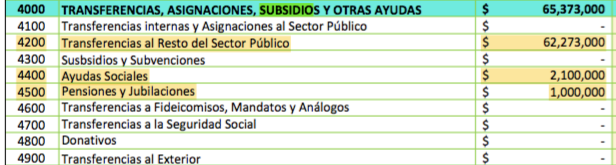 4000 TRANSFERENCIAS, ASIGNACIONES, SUBSIDIOS Y OTRAS AYUDAS $ 65,373,000
4100 Transferencias internas y Asignaciones al Sector Público $ -
4200 Transferencias al Resto del Sector Público $ 62,273,000
4300 Susbsidios y Subvenciones $ -
4400 Ayudas Sociales $ 2,100,000
4500 Pensiones y Jubilaciones $ 1,000,000
4600 Transferencias a Fideicomisos, Mandatos y Análogos $ -
4700 Transferencias a la Seguridad Social $ -
4800 Donativos $ -
4900 Transferencias al Exterior $ -